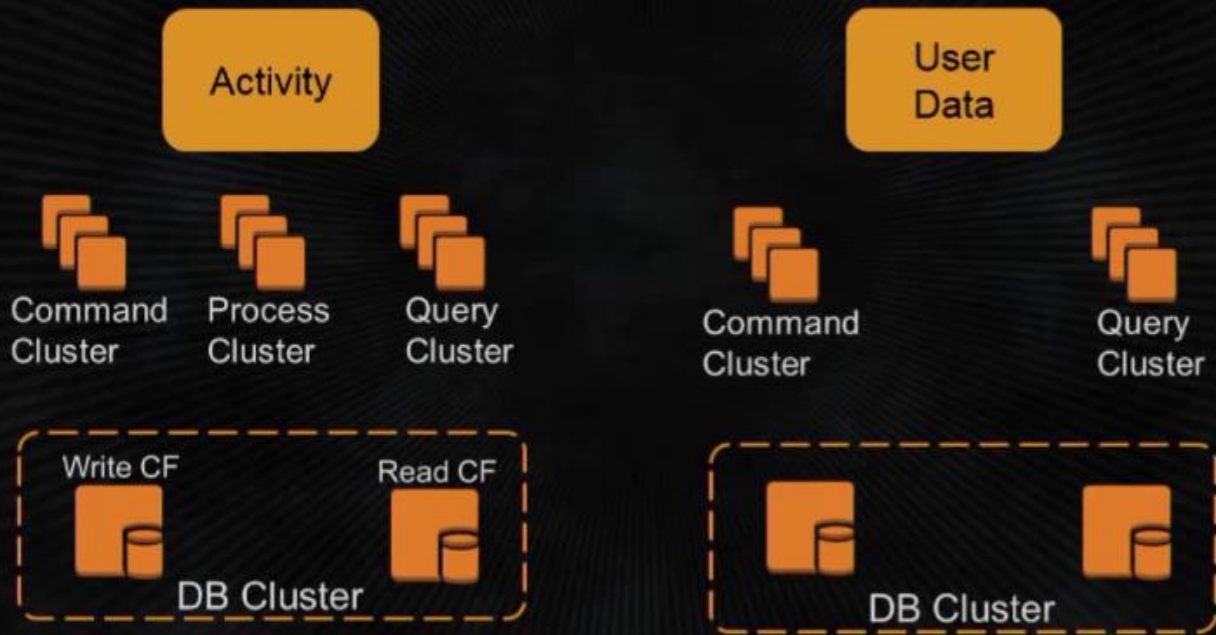 Activity
User
Data
Command
Cluster
Process
Cluster
Query
Cluster
Command
Cluster
Query
Cluster
Write CF
Read CF
DB Cluster
DB Cluster